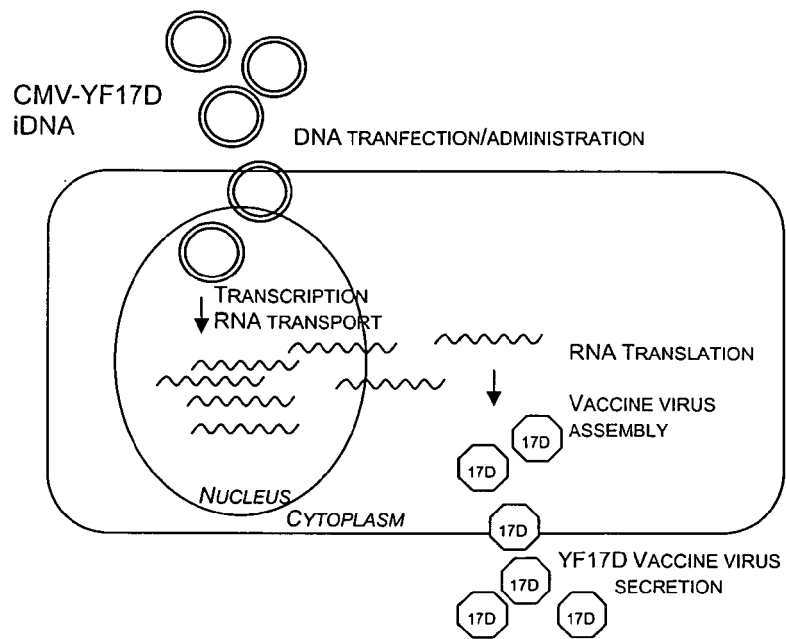 CMV-YF17D
iDNA
DNA TRANFECTION/ADMINISTRATION
TRANSCRIPTION
RNA TRANSPORT
RNA TRANSLATION
VACCINE VIRUS
ASSEMBLY
17D
17D
NUCLEUS
CYTOPLASM
17D
YF17D VACCINE VIRUS
SECRETION
17D
17D
17D